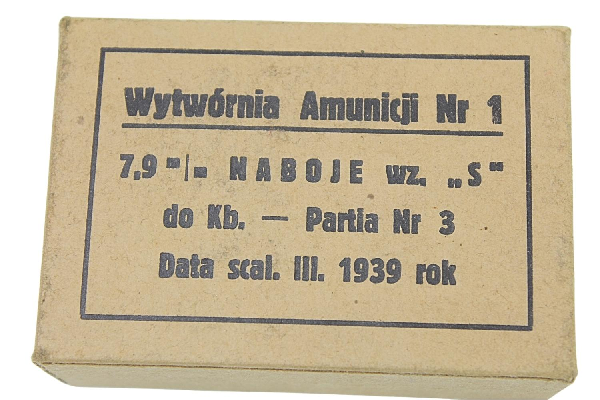 Wytwórnia Amunicji Nr 1
7,9 m/m NABOJE wz. „S"
do Kb. — Partia Nr 3
Data scal. III. 1939 rok